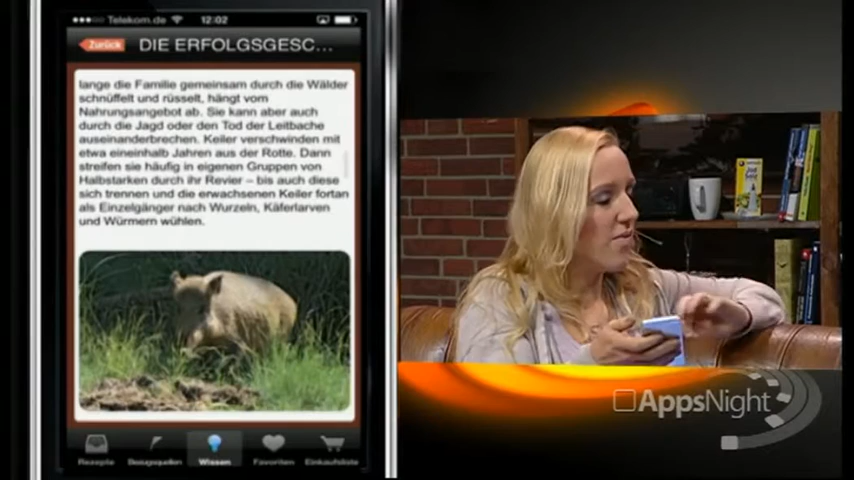 Telekom.de 12:02
Zurück DIE ERFOLGSGESC...
lange die Familie gemeinsam durch die Wälder
schnüffelt und rüsselt, hängt vom
Nahrungsangebot ab. Sie kann aber auch
durch die Jagd oder den Tod der Leitbache
auseinanderbrechen. Keiler verschwinden mit
etwa eineinhalb Jahren aus der Rotte. Dann
streifen sie häufig in eigenen Gruppen von
Halbstarken durch ihr Revier – bis auch diese
sich trennen und die erwachsenen Keiler fortan
als Einzelgänger nach Wurzeln, Käferlarven
und Würmern wühlen.
Rezepte Bezugsquellen Wissen Favoriten Einkaufsliste
AppsNight